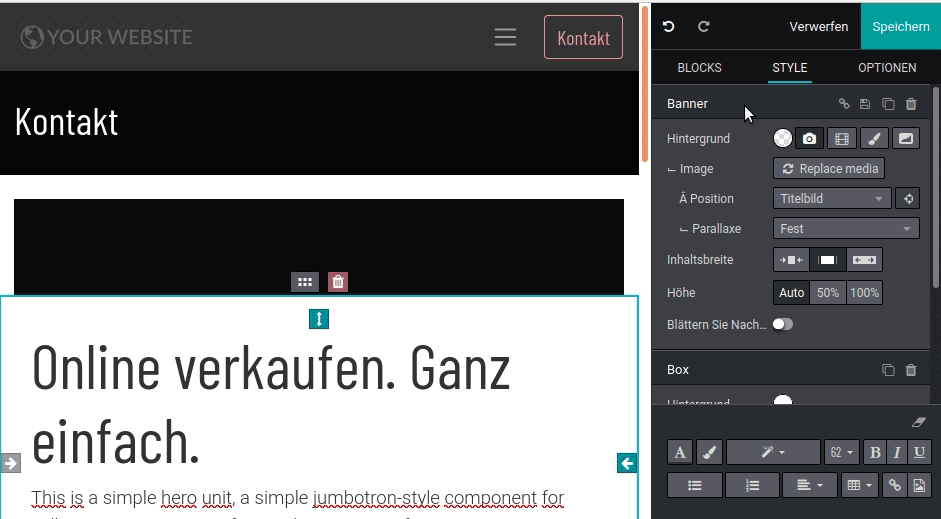 YOUR WEBSITE
Kontakt
Verwerfen
Speichern
BLOCKS
STYLE
OPTIONEN
Kontakt
Banner
Hintergrund
Image
Replace media
Â Position
Titelbild
Parallaxe
Fest
Inhaltsbreite
Höhe
Auto
50%
100%
Blättern Sie Nach...
Box
Online verkaufen. Ganz
einfach.
This is a simple hero unit, a simple jumbotron-style component for
Hintergrund
A
62
B
I
U